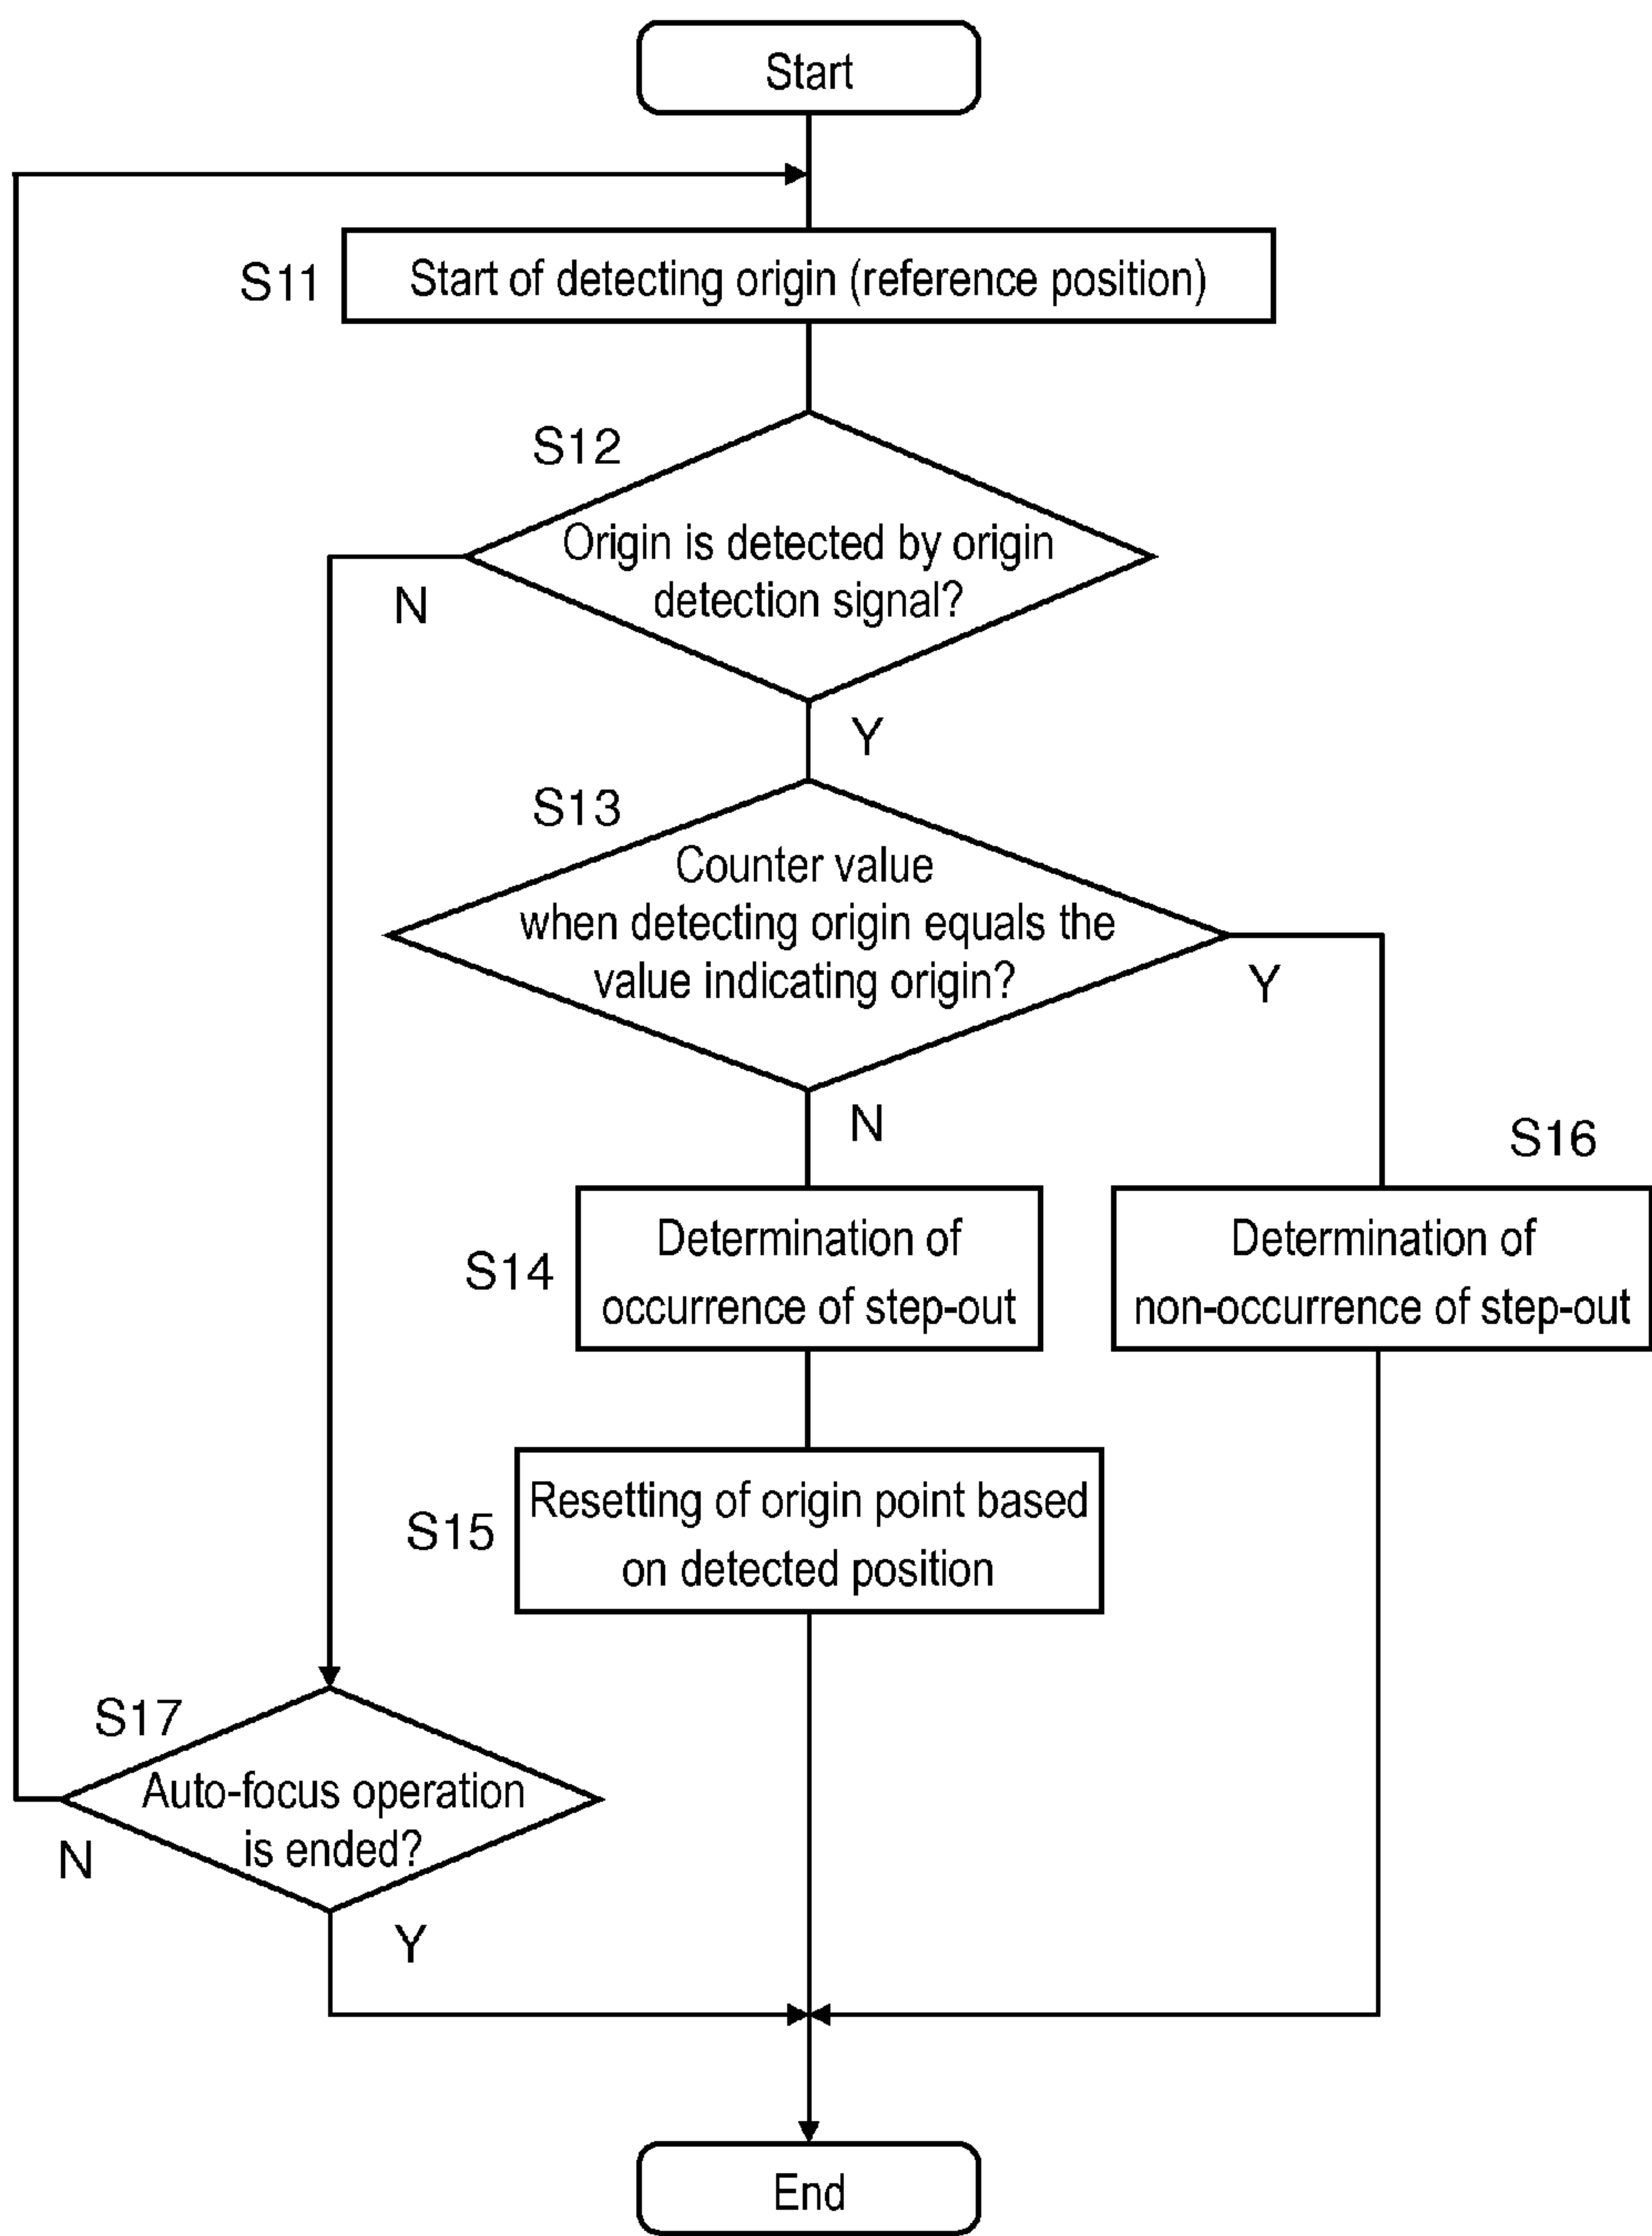 Start
S11
Start of detecting origin (reference position)
S12
Origin is detected by origin
detection signal?
N
Y
S13
Counter value
when detecting origin equals the
value indicating origin?
Y
N
S16
S14
Determination of
occurrence of step-out
Determination of
non-occurrence of step-out
S15
Resetting of origin point based
on detected position
S17
Auto-focus operation
is ended?
N
Y
End